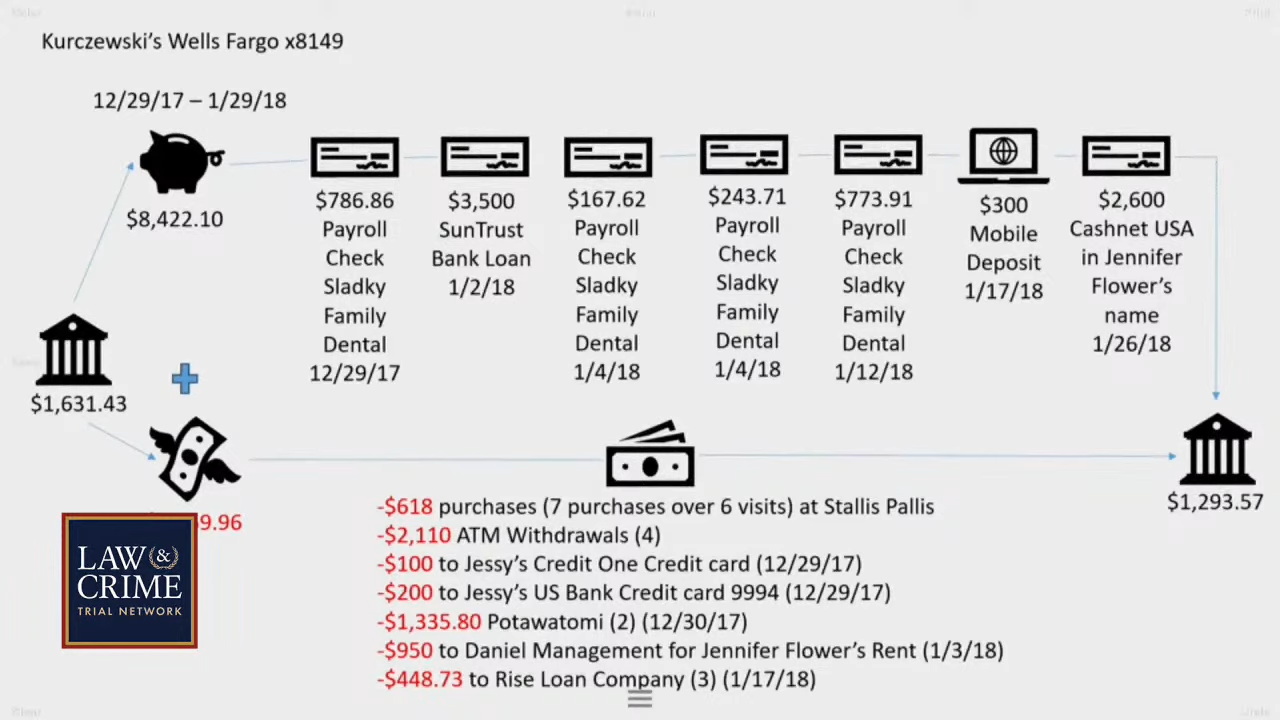 Kurczewski's Wells Fargo x8149
12/29/17 – 1/29/18
$8,422.10
$786.86
Payroll
Check
Sladky
Family
Dental
12/29/17
$3,500
SunTrust
Bank Loan
1/2/18
$167.62
Payroll
Check
Sladky
Family
Dental
1/4/18
$243.71
Payroll
Check
Sladky
Family
Dental
1/4/18
$773.91
Payroll
Check
Sladky
Family
Dental
1/12/18
$300
Mobile
Deposit
1/17/18
$2,600
Cashnet USA
in Jennifer
Flower's
name
1/26/18
$1,631.43
9.96
$1,293.57
-$618 purchases (7 purchases over 6 visits) at Stallis Pallis
-$2,110 ATM Withdrawals (4)
-$100 to Jessy's Credit One Credit card (12/29/17)
-$200 to Jessy's US Bank Credit card 9994 (12/29/17)
-$1,335.80 Potawatomi (2) (12/30/17)
-$950 to Daniel Management for Jennifer Flower's Rent (1/3/18)
-$448.73 to Rise Loan Company (3) (1/17/18)
LAW &
CRIME
TRIAL NETWORK